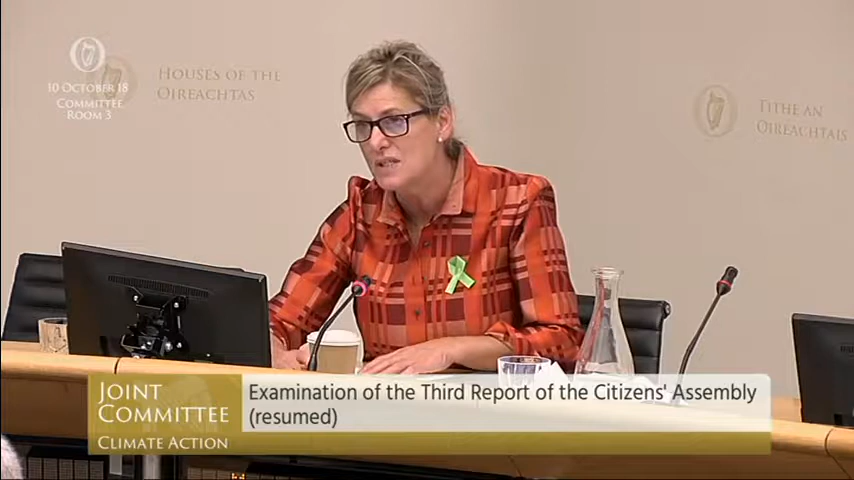 10 October 18
Committee
Room 3
Houses of the
Oireachtas
Tithe an
Oireachtais
Joint
Committee
Climate Action
Examination of the Third Report of the Citizens' Assembly
(resumed)